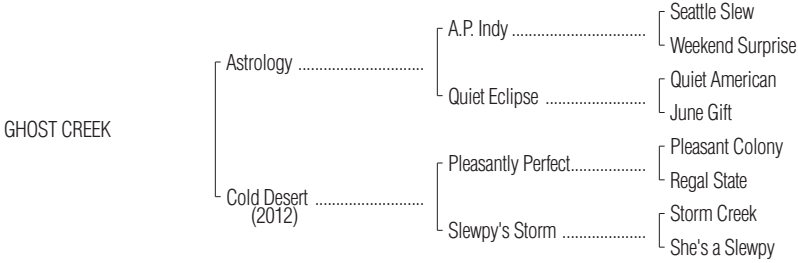 Seattle Slew
A.P. Indy ..............................
Weekend Surprise
Astrology ............................
Quiet American
Quiet Eclipse ......................
June Gift
GHOST CREEK
Pleasant Colony
Pleasantly Perfect.................
Regal State
Cold Desert ........................
(2012)
Storm Creek
Slewpy's Storm ...................
She's a Slewpy